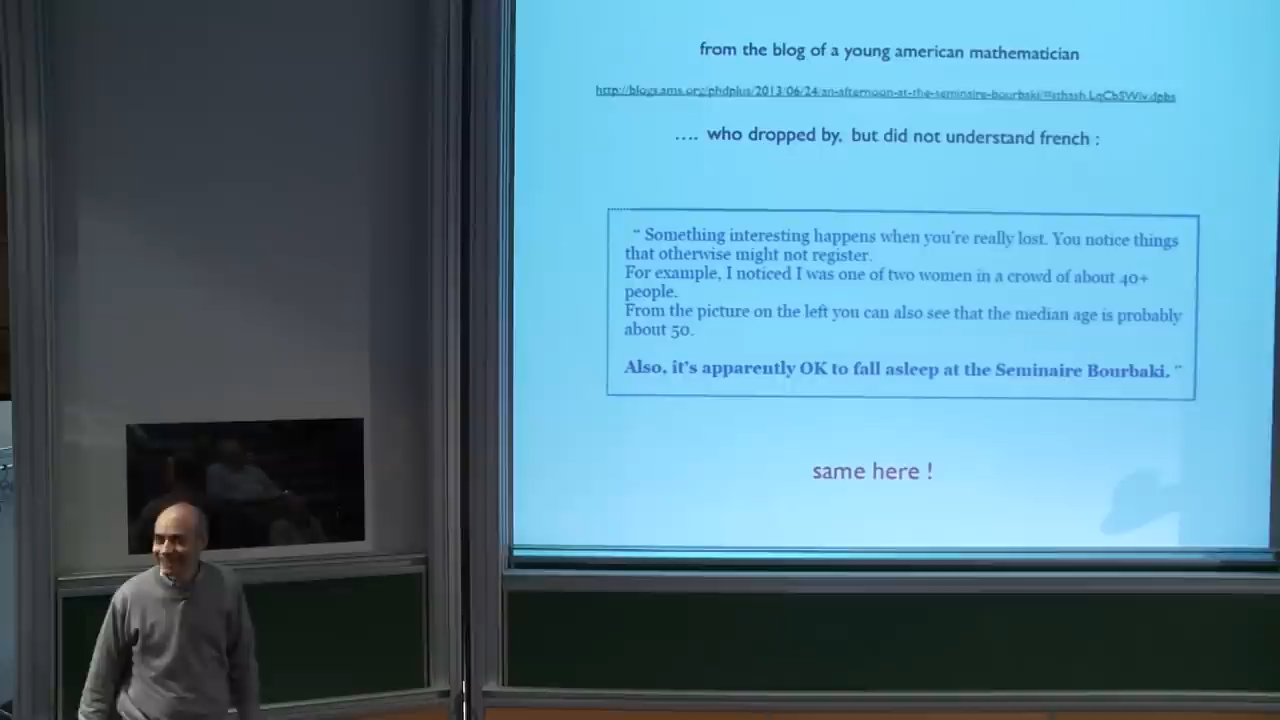 from the blog of a young american mathematician
http://blogs.ams.org/phdplus/2013/06/24/an-afternoon-at-the-seminaire-bourbaki/
.... who dropped by, but did not understand french :
“ Something interesting happens when you're really lost. You notice things
that otherwise might not register.
For example, I noticed I was one of two women in a crowd of about 40+
people.
From the picture on the left you can also see that the median age is probably
about 50.
Also, it's apparently OK to fall asleep at the Seminaire Bourbaki. ”
same here !